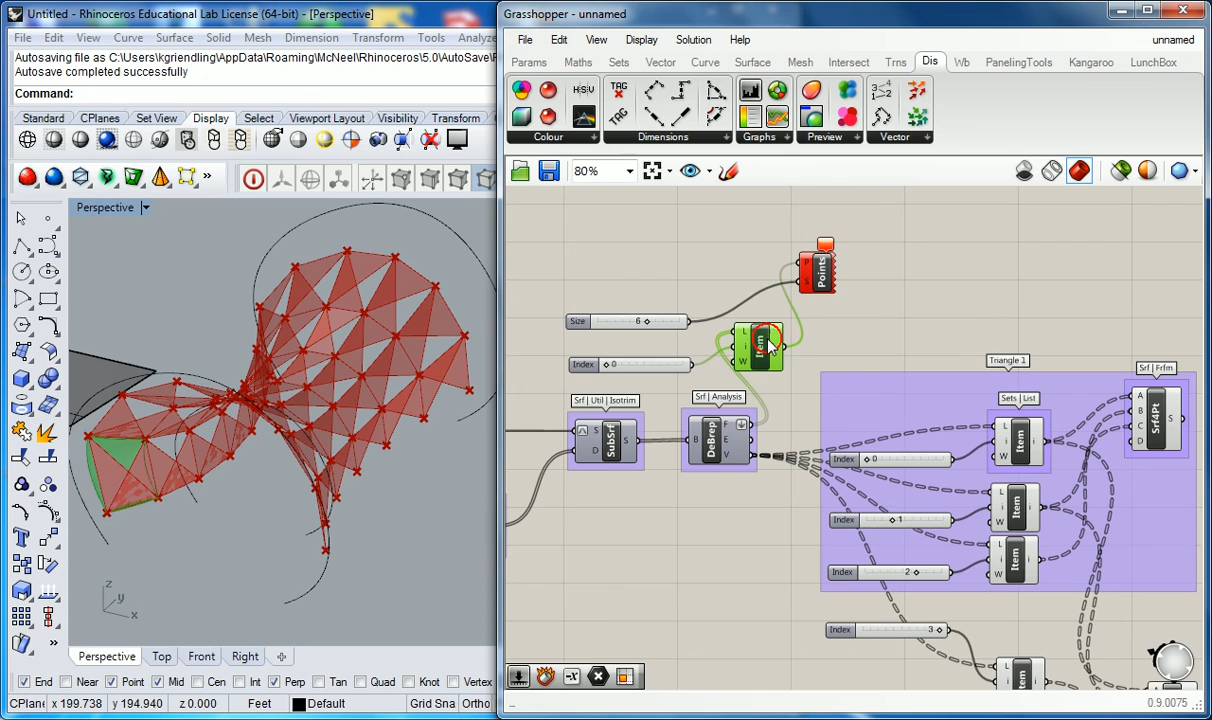 Untitled - Rhinoceros Educational Lab License (64-bit) - [Perspective]
File Edit View Curve Surface Solid Mesh Dimension Transform Tools Analyze
Autosaving file as C:\Users\kgriendling\AppData\Roaming\McNeel\Rhinoceros\5.0\AutoSave\R
Autosave completed successfully
Command:
Standard CPlanes Set View Display Select Viewport Layout Visibility Transform
Perspective
z
y
x
Perspective Top Front Right
End Near Point Mid Cen Int Perp Tan Quad Knot Vertex
CPlane x 199.738 y 194.940 z 0.000 Feet Default Grid Sna Ortho
Grasshopper - unnamed
File Edit View Display Solution Help unnamed
Params Maths Sets Vector Curve Surface Mesh Intersect Trns Dis Wb PanelingTools Kangaroo LunchBox
HSV TAG TAG
Colour Dimensions Graphs Preview Vector
80%
P
S
Points
Size 6
L
i
W
Item
i
Index 0
Triangle 1
Srf | Frfm
Srf | Util | Isotrim
Srf | Analysis
Sets | List
A
B
C
D
Srf4Pt
S
S
D
SubSrf
S
B
DeBrep
F
E
V
L
i
W
Item
i
Index 0
L
i
W
Item
i
Index 1
L
i
W
Item
i
Index 2
Index 3
L
i
Item
i
0.9.0075